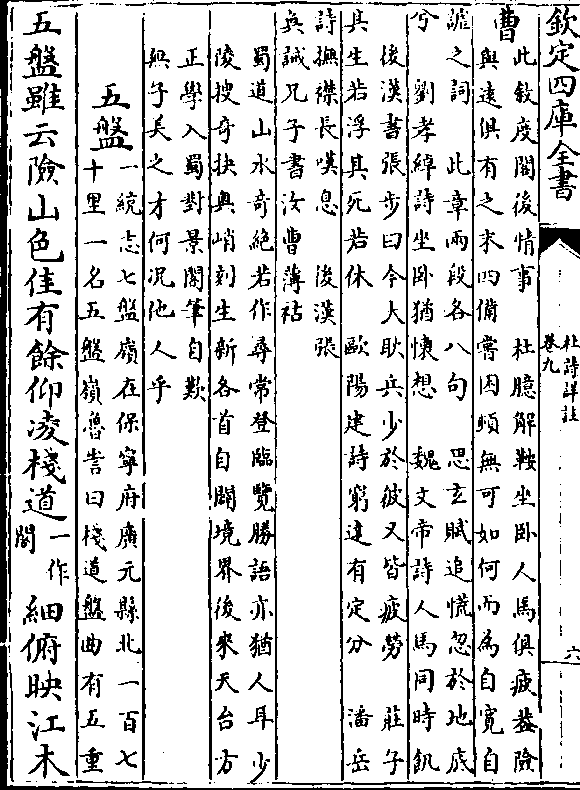 欽定四庫全書
杜詩詳註
卷九
六
曹
此敘度閣後情事 杜臆解鞍坐卧人馬俱疲葢險
與遠俱有之 備嘗困頓無可如何而為自寬自
之詞 此章兩段各八句 思玄賦追慌忽於地底
兮 劉孝綽詩坐卧猶懷想 魏文帝詩人馬同時飢
後漢書張步曰今大耿兵少於彼又皆疲勞 莊子
其生若浮其死若休 歐陽建詩窮達有定分 潘岳
詩撫襟長嘆息 後漢張
奐誡兄子書汝曹薄祜
蜀道山水奇絶若作尋常登臨覽勝語亦猶人耳少
陵搜奇抉奥峭刻生新各首自闢境界後來天台方
正學入蜀對景閣筆自歎
無子美之才何況他人乎
五盤
一統志七盤嶺在保寧府廣元縣北一百七
十里一名五盤嶺魯訔曰棧道盤曲有五重
五盤雖云險山色佳有餘仰凌棧道一作閣細俯映江木